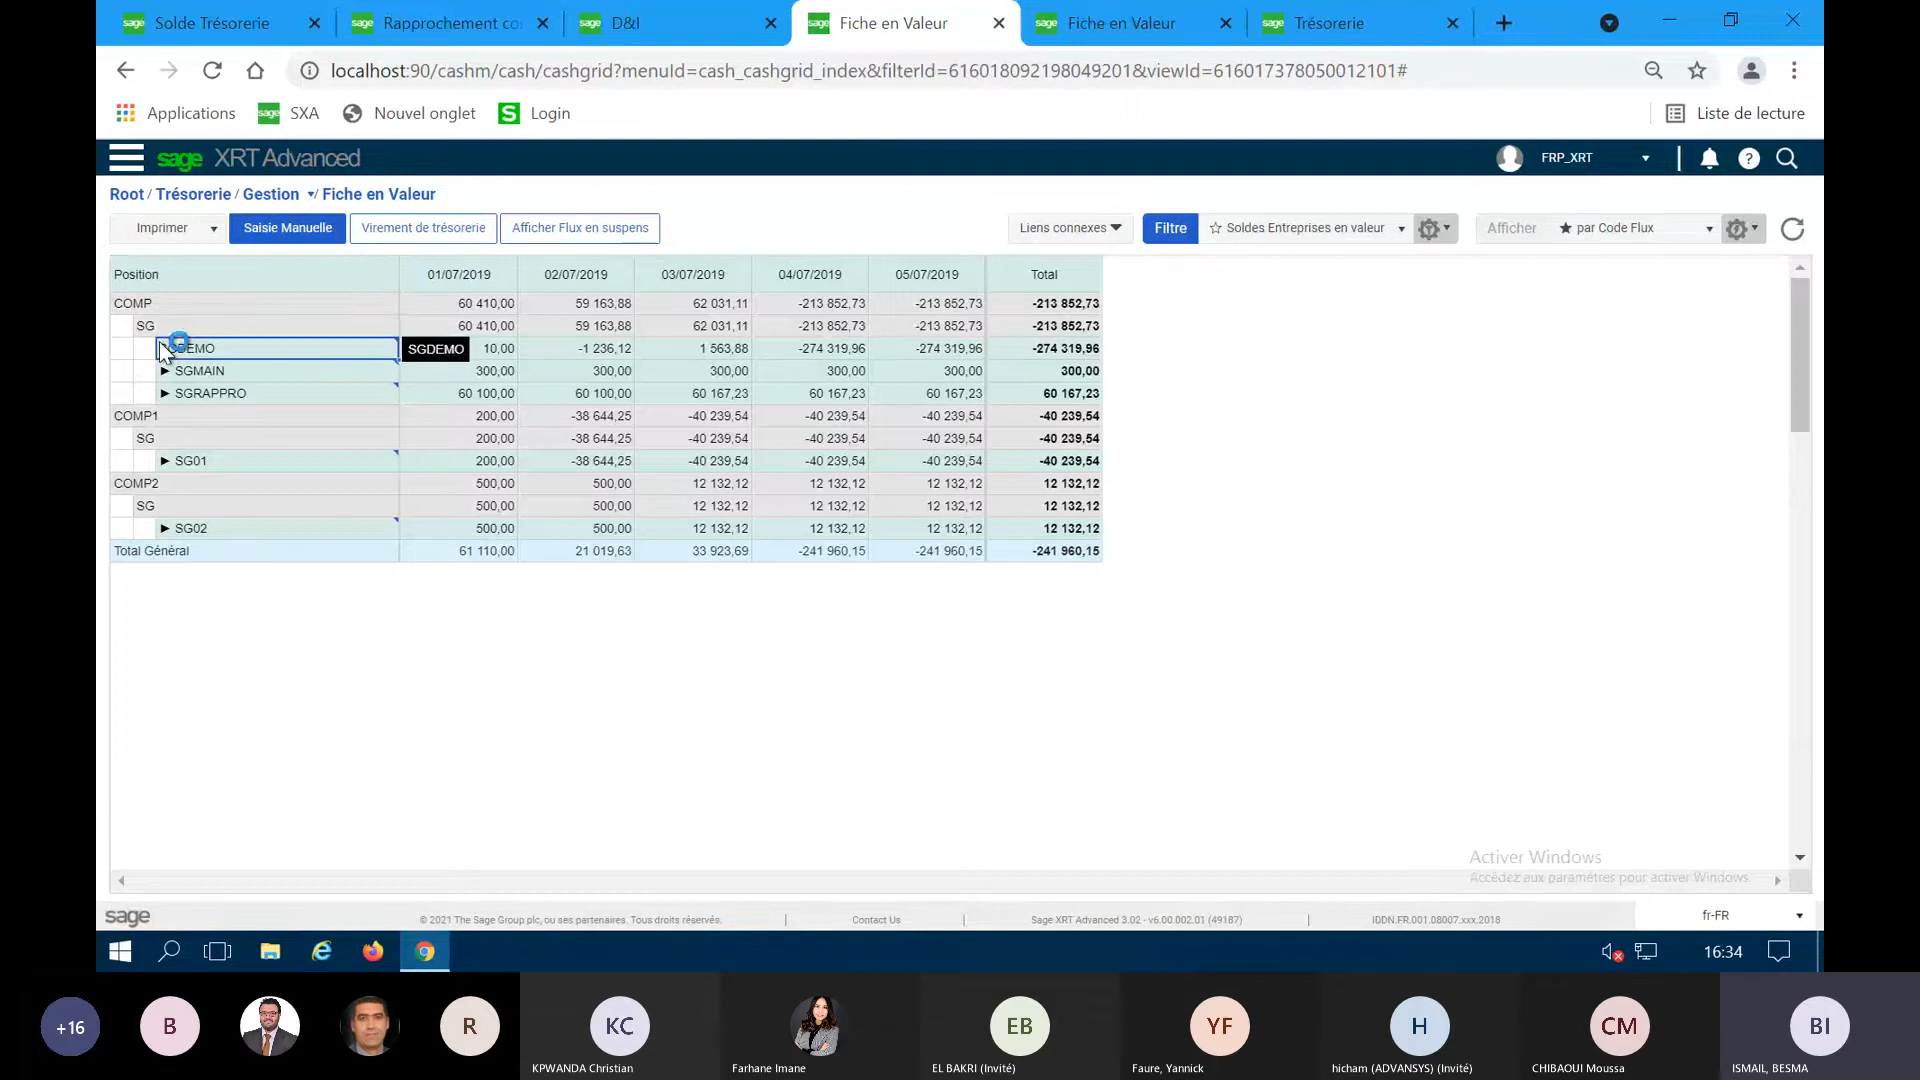 sage Solde Trésorerie sage Rapprochement co sage D&I sage Fiche en Valeur sage Fiche en Valeur sage Trésorerie
localhost:90/cashm/cash/cashgrid?menuId=cash_cashgrid_index&filterId=616018092198049201&viewId=616017378050012101#
Applications sage SXA Nouvel onglet S Login Liste de lecture
sage XRT Advanced FRP_XRT
Root / Trésorerie / Gestion / Fiche en Valeur
Imprimer Saisie Manuelle Virement de trésorerie Afficher Flux en suspens Liens connexes Filtre Soldes Entreprises en valeur Afficher par Code Flux
Position 01/07/2019 02/07/2019 03/07/2019 04/07/2019 05/07/2019 Total
COMP 60 410,00 59 163,88 62 031,11 -213 852,73 -213 852,73 -213 852,73
SG 60 410,00 59 163,88 62 031,11 -213 852,73 -213 852,73 -213 852,73
DEMO SGDEMO 10,00 -1 236,12 1 563,88 -274 319,96 -274 319,96 -274 319,96
SGMAIN 300,00 300,00 300,00 300,00 300,00 300,00
SGRAPPRO 60 100,00 60 100,00 60 167,23 60 167,23 60 167,23 60 167,23
COMP1 200,00 -38 644,25 -40 239,54 -40 239,54 -40 239,54 -40 239,54
SG 200,00 -38 644,25 -40 239,54 -40 239,54 -40 239,54 -40 239,54
SG01 200,00 -38 644,25 -40 239,54 -40 239,54 -40 239,54 -40 239,54
COMP2 500,00 500,00 12 132,12 12 132,12 12 132,12 12 132,12
SG 500,00 500,00 12 132,12 12 132,12 12 132,12 12 132,12
SG02 500,00 500,00 12 132,12 12 132,12 12 132,12 12 132,12
Total Général 61 110,00 21 019,63 33 923,69 -241 960,15 -241 960,15 -241 960,15
Activer Windows
Accédez aux paramètres pour activer Windows.
sage © 2021 The Sage Group plc, ou ses partenaires. Tous droits réservés. Contact Us Sage XRT Advanced 3.02 - v6.00.002.01 (49187) IDDN.FR.001.08007.xxx.2018 fr-FR
16:34
+16 B R KC EB YF H CM BI
KPWANDA Christian Farhane Imane EL BAKRI (Invité) Faure, Yannick hicham (ADVANSYS) (Invité) CHIBAOUI Moussa ISMAIL, BESMA